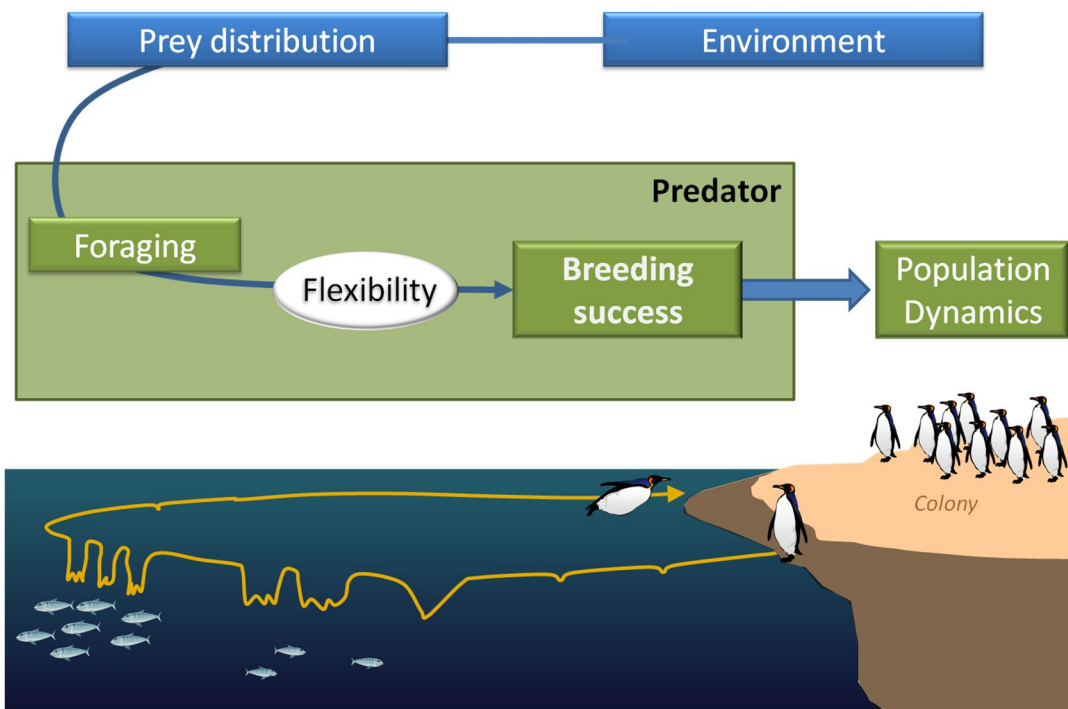 Prey distribution
Environment
Predator
Foraging
Flexibility
Breeding
success
Population
Dynamics
Colony